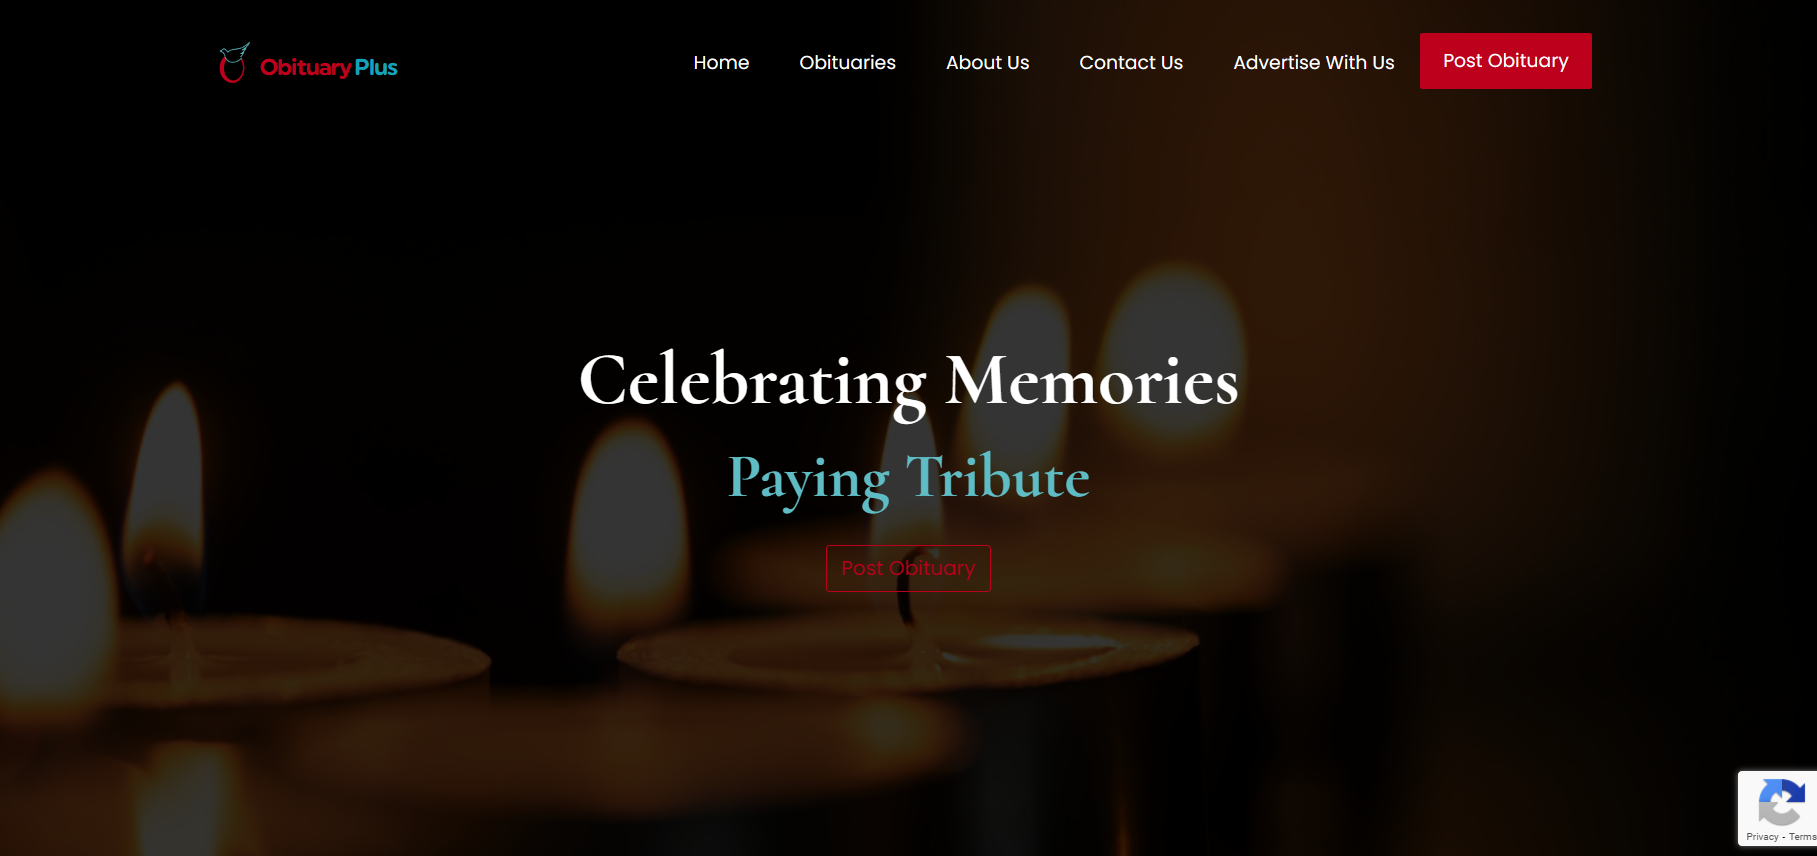 Obituary Plus
Home
Obituaries
About Us
Contact Us
Advertise With Us
Post Obituary
Celebrating Memories
Paying Tribute
Post Obituary
Privacy - Terms